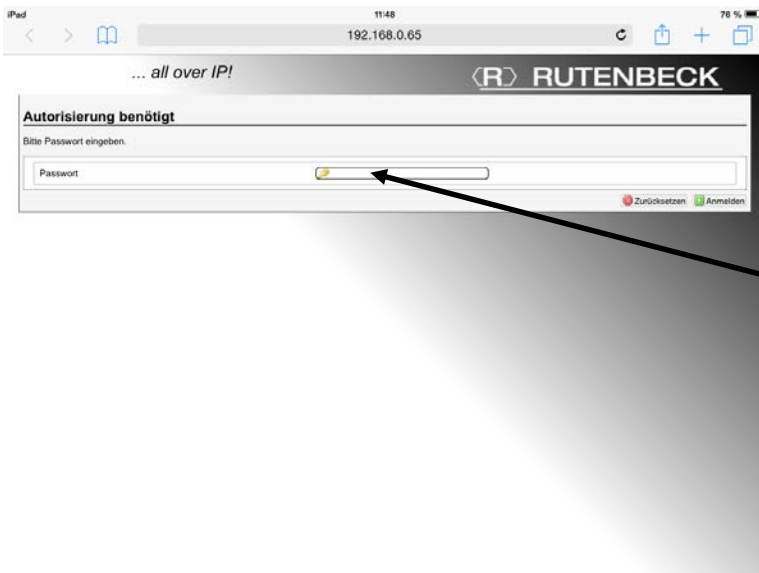 iPad 11:48 76 %
192.168.0.65
... all over IP! R RUTENBECK
Autorisierung benötigt
Bitte Passwort eingeben.
Passwort
Zurücksetzen Anmelden